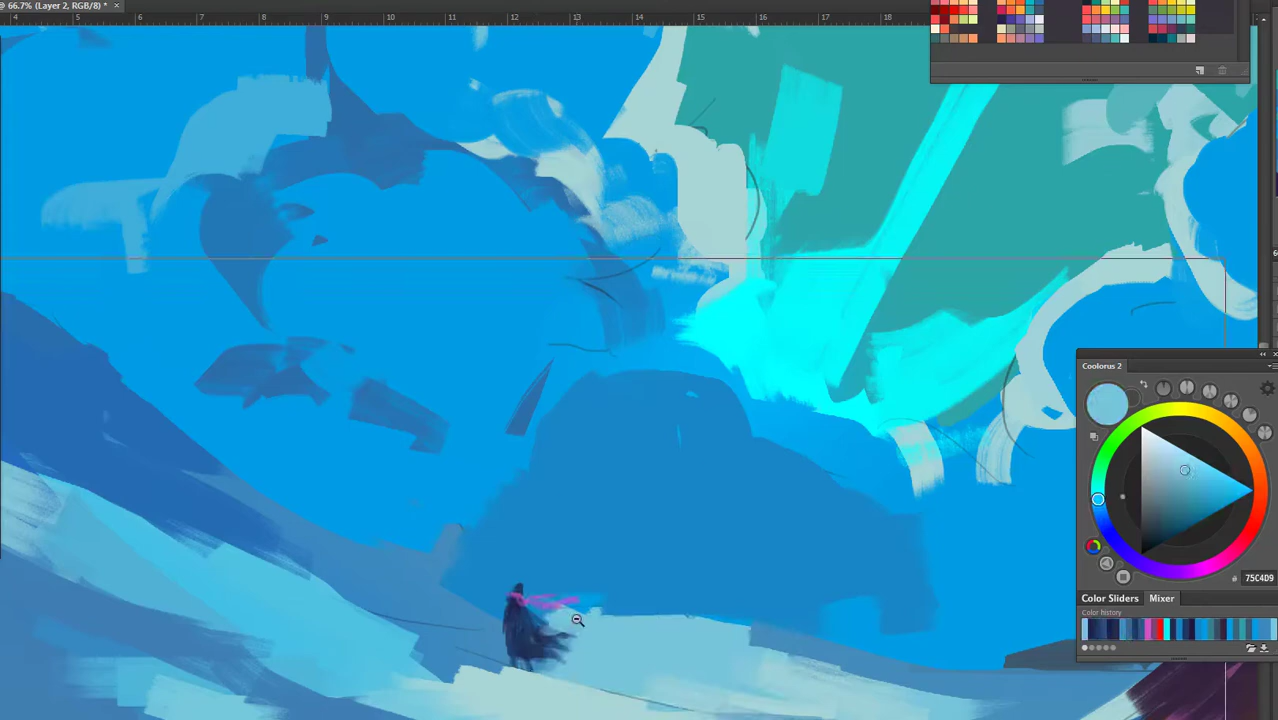 @ 66.7% (Layer 2, RGB/8) * ×
4 5 6 7 8 9 10 11 12 13 14 15 16 17 18
Coolorus 2
75C4D9
Color Sliders Mixer
Color history